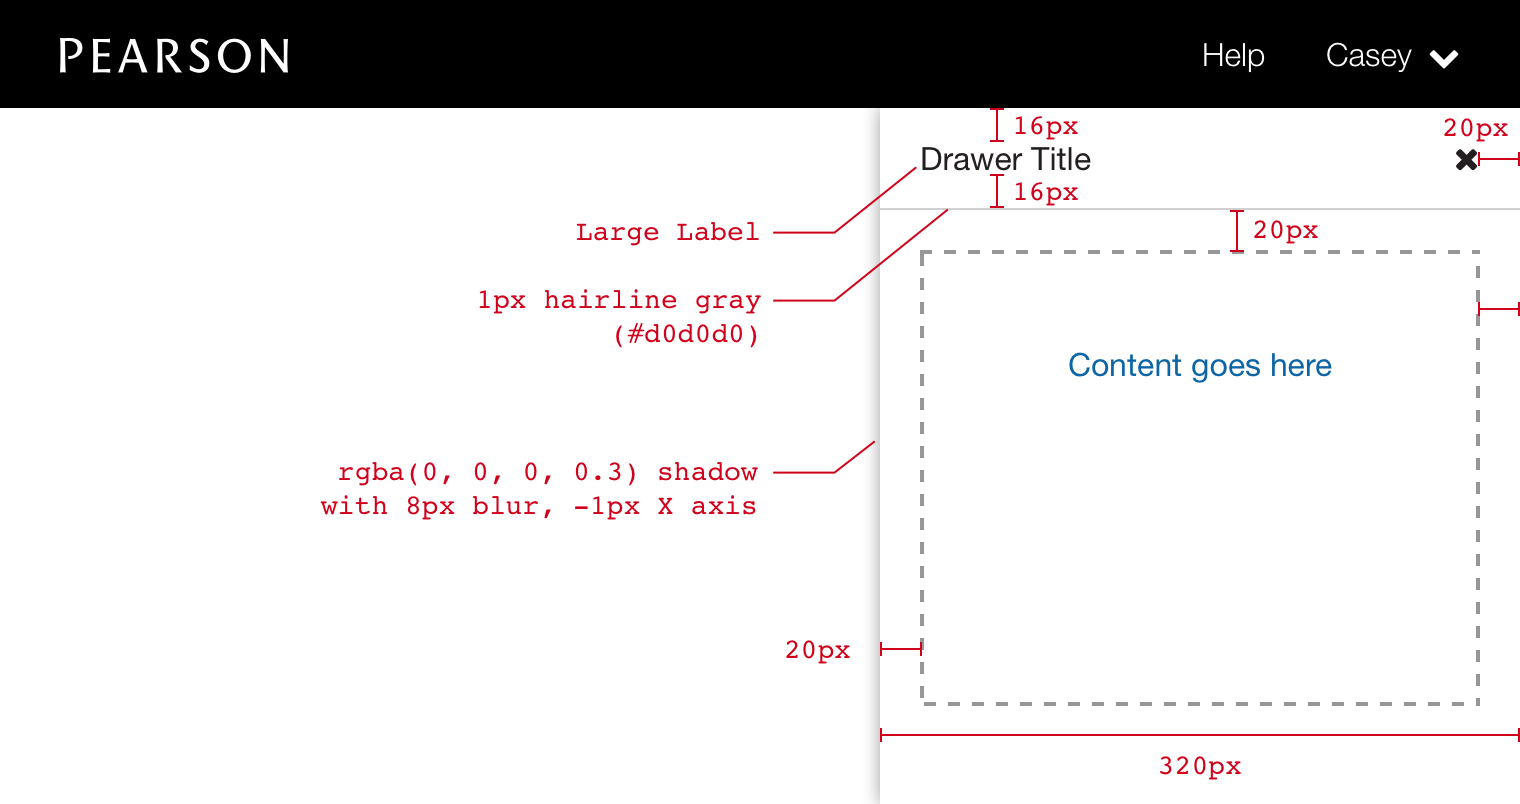 PEARSON
Help
Casey
16px
20px
Drawer Title
16px
Large Label
20px
1px hairline gray
(#d0d0d0)
Content goes here
rgba(0, 0, 0, 0.3) shadow
with 8px blur, -1px X axis
20px
320px